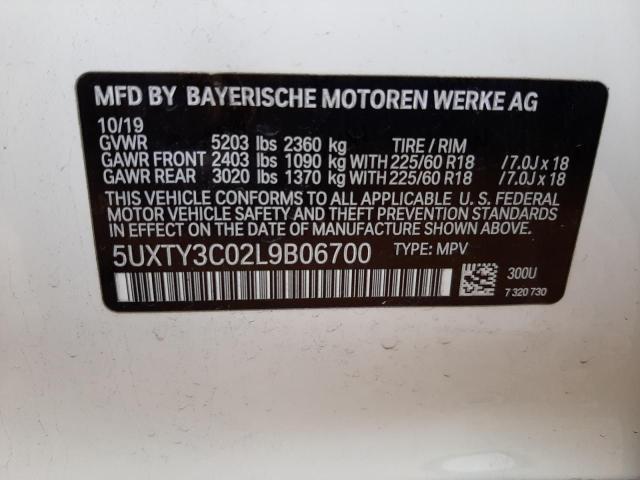 MFD BY BAYERISCHE MOTOREN WERKE AG
10/19
GVWR 5203 lbs 2360 kg TIRE / RIM
GAWR FRONT 2403 lbs 1090 kg WITH 225/60 R18 /7.0J x 18
GAWR REAR 3020 lbs 1370 kg WITH 225/60 R18 /7.0J x 18
THIS VEHICLE CONFORMS TO ALL APPLICABLE U. S. FEDERAL
MOTOR VEHICLE SAFETY AND THEFT PREVENTION STANDARDS
IN EFFECT ON THE DATE OF MANUFACTURE SHOWN ABOVE.
5UXTY3C02L9B06700 TYPE: MPV
300U
7 320 730